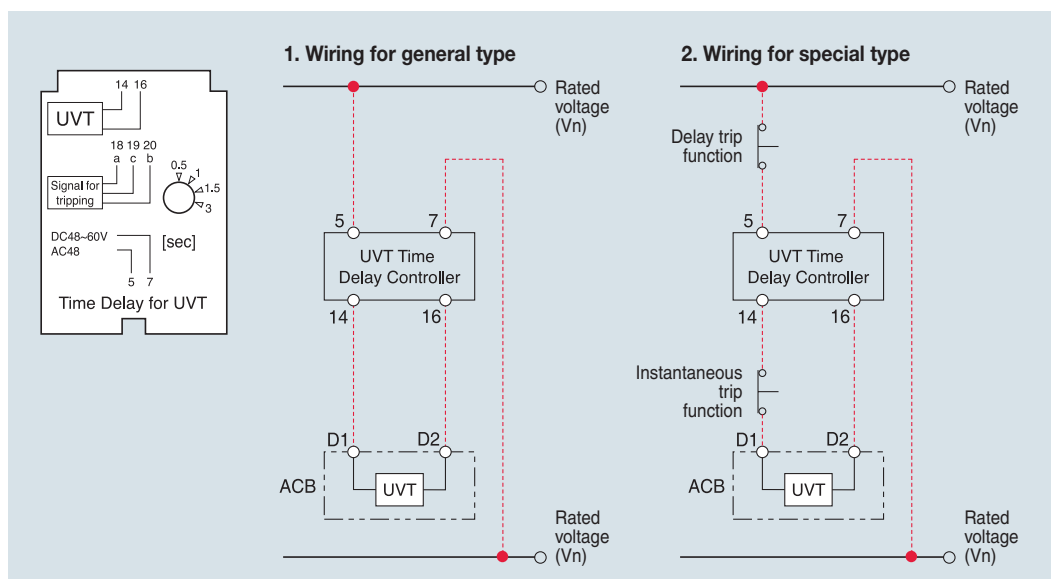 14 16
UVT
18 19 20
a c b
Signal for
tripping
0.5
1
1.5
3
DC48~60V
AC48
[sec]
5 7
Time Delay for UVT
1. Wiring for general type
Rated
voltage
(Vn)
5 7
UVT Time
Delay Controller
14 16
D1 D2
ACB
UVT
Rated
voltage
(Vn)
2. Wiring for special type
Rated
voltage
(Vn)
Delay trip
function
5 7
UVT Time
Delay Controller
14 16
Instantaneous
trip
function
D1 D2
ACB
UVT
Rated
voltage
(Vn)